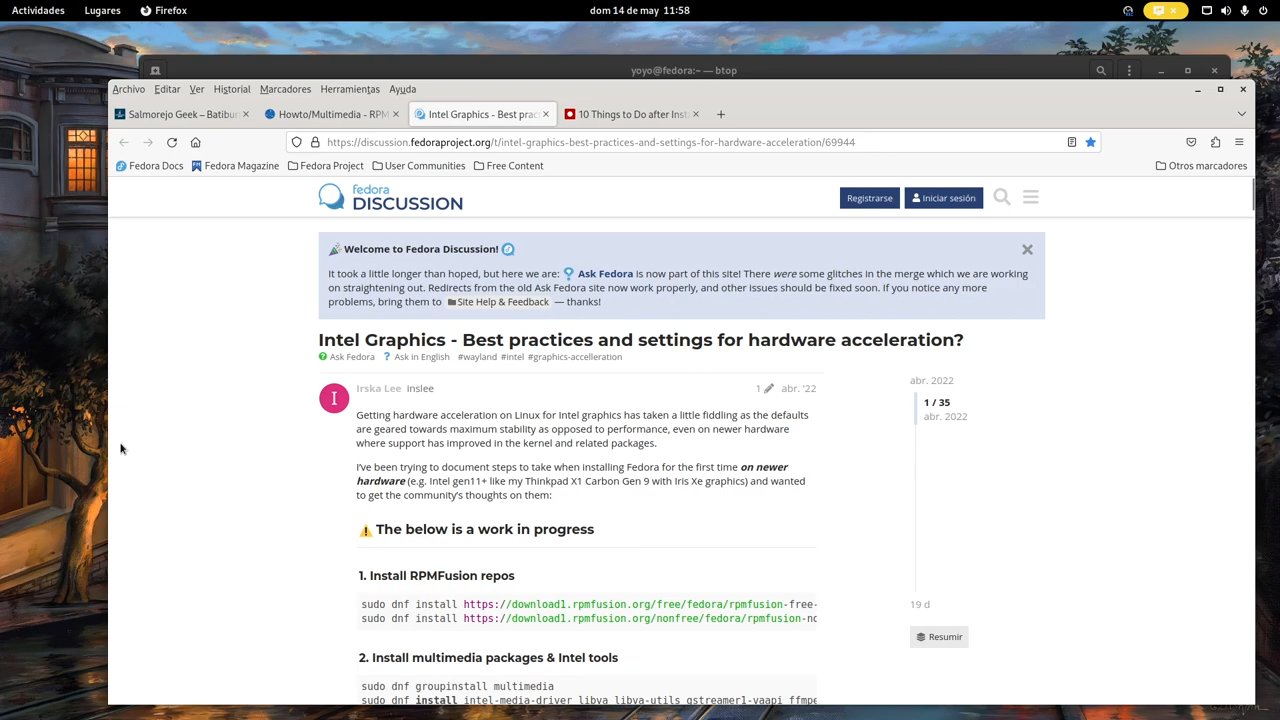 Actividades Lugares Firefox dom 14 de may 11:58
yoyo@fedora:~ — btop
Archivo Editar Ver Historial Marcadores Herramientas Ayuda
Salmorejo Geek – Batibur Howto/Multimedia - RPM Intel Graphics - Best prac 10 Things to Do after Inst
https://discussion.fedoraproject.org/t/intel-graphics-best-practices-and-settings-for-hardware-acceleration/69944
Fedora Docs Fedora Magazine Fedora Project User Communities Free Content Otros marcadores
fedora
DISCUSSION
Registrarse Iniciar sesión
Welcome to Fedora Discussion!
It took a little longer than hoped, but here we are: Ask Fedora is now part of this site! There were some glitches in the merge which we are working
on straightening out. Redirects from the old Ask Fedora site now work properly, and other issues should be fixed soon. If you notice any more
problems, bring them to Site Help & Feedback — thanks!
Intel Graphics - Best practices and settings for hardware acceleration?
Ask Fedora Ask in English #wayland #intel #graphics-accelleration
I Irska Lee Inslee 1 abr. '22
Getting hardware acceleration on Linux for Intel graphics has taken a little fiddling as the defaults
are geared towards maximum stability as opposed to performance, even on newer hardware
where support has improved in the kernel and related packages.
I've been trying to document steps to take when installing Fedora for the first time on newer
hardware (e.g. Intel gen11+ like my Thinkpad X1 Carbon Gen 9 with Iris Xe graphics) and wanted
to get the community's thoughts on them:
The below is a work in progress
1. Install RPMFusion repos
sudo dnf install https://download1.rpmfusion.org/free/fedora/rpmfusion-free-
sudo dnf install https://download1.rpmfusion.org/nonfree/fedora/rpmfusion-no
2. Install multimedia packages & Intel tools
sudo dnf groupinstall multimedia
sudo dnf install intel-media-driver libva libva-utils gstreamer1-vaapi ffmpe
abr. 2022
1 / 35
abr. 2022
19 d
Resumir